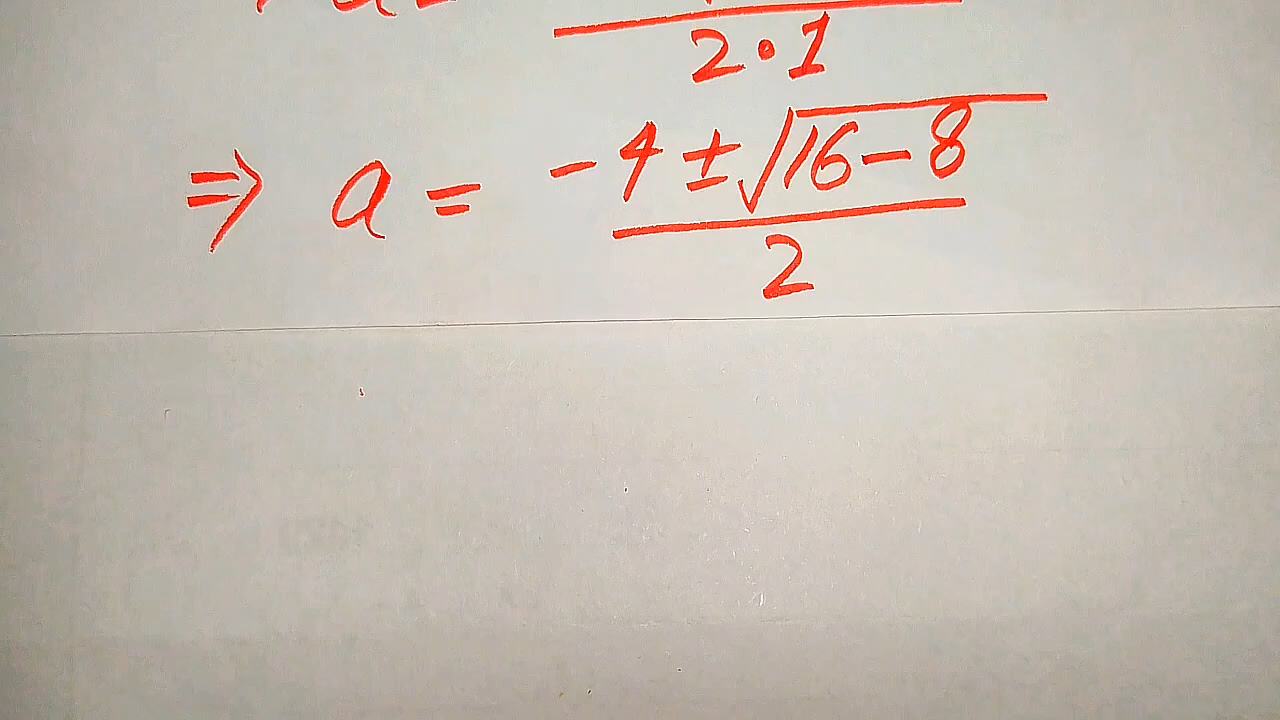 2 • 1
⇒ a = -4 ± √16 - 8 / 2